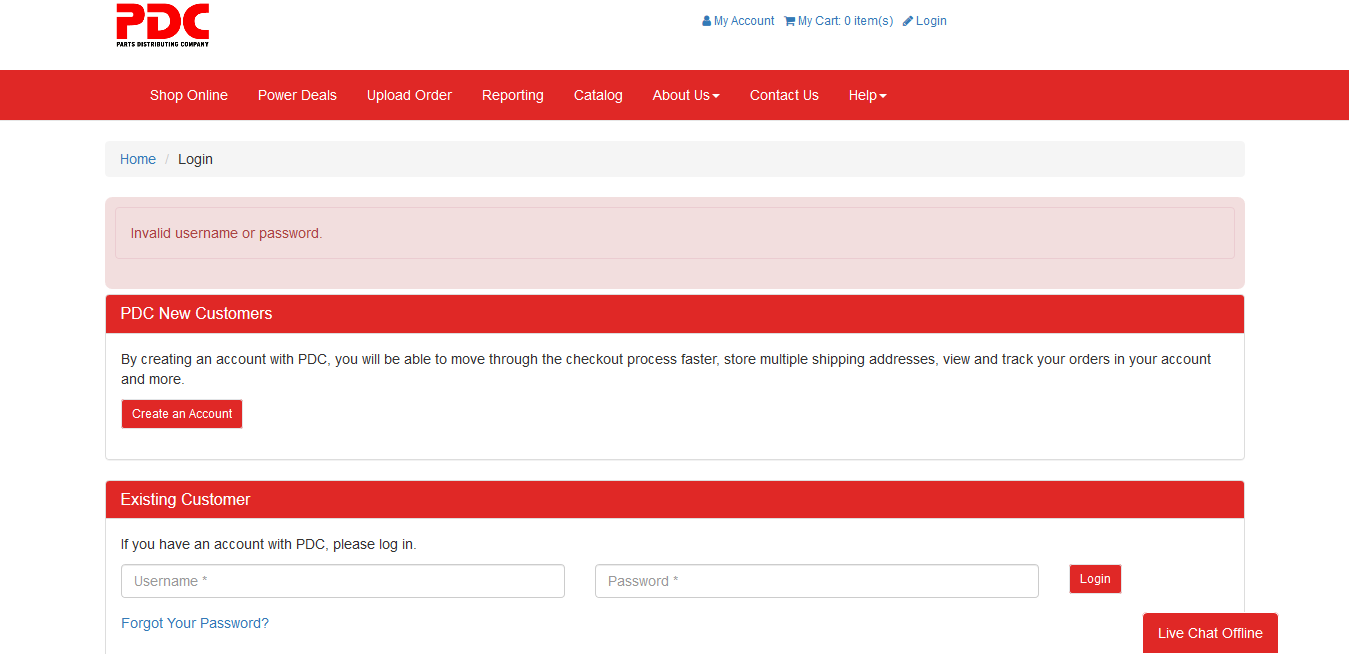 PDC
PARTS DISTRIBUTING COMPANY
My Account My Cart: 0 item(s) Login
Shop Online Power Deals Upload Order Reporting Catalog About Us Contact Us Help
Home / Login
Invalid username or password.
PDC New Customers
By creating an account with PDC, you will be able to move through the checkout process faster, store multiple shipping addresses, view and track your orders in your account
and more.
Create an Account
Existing Customer
If you have an account with PDC, please log in.
Username * Password * Login
Forgot Your Password?
Live Chat Offline